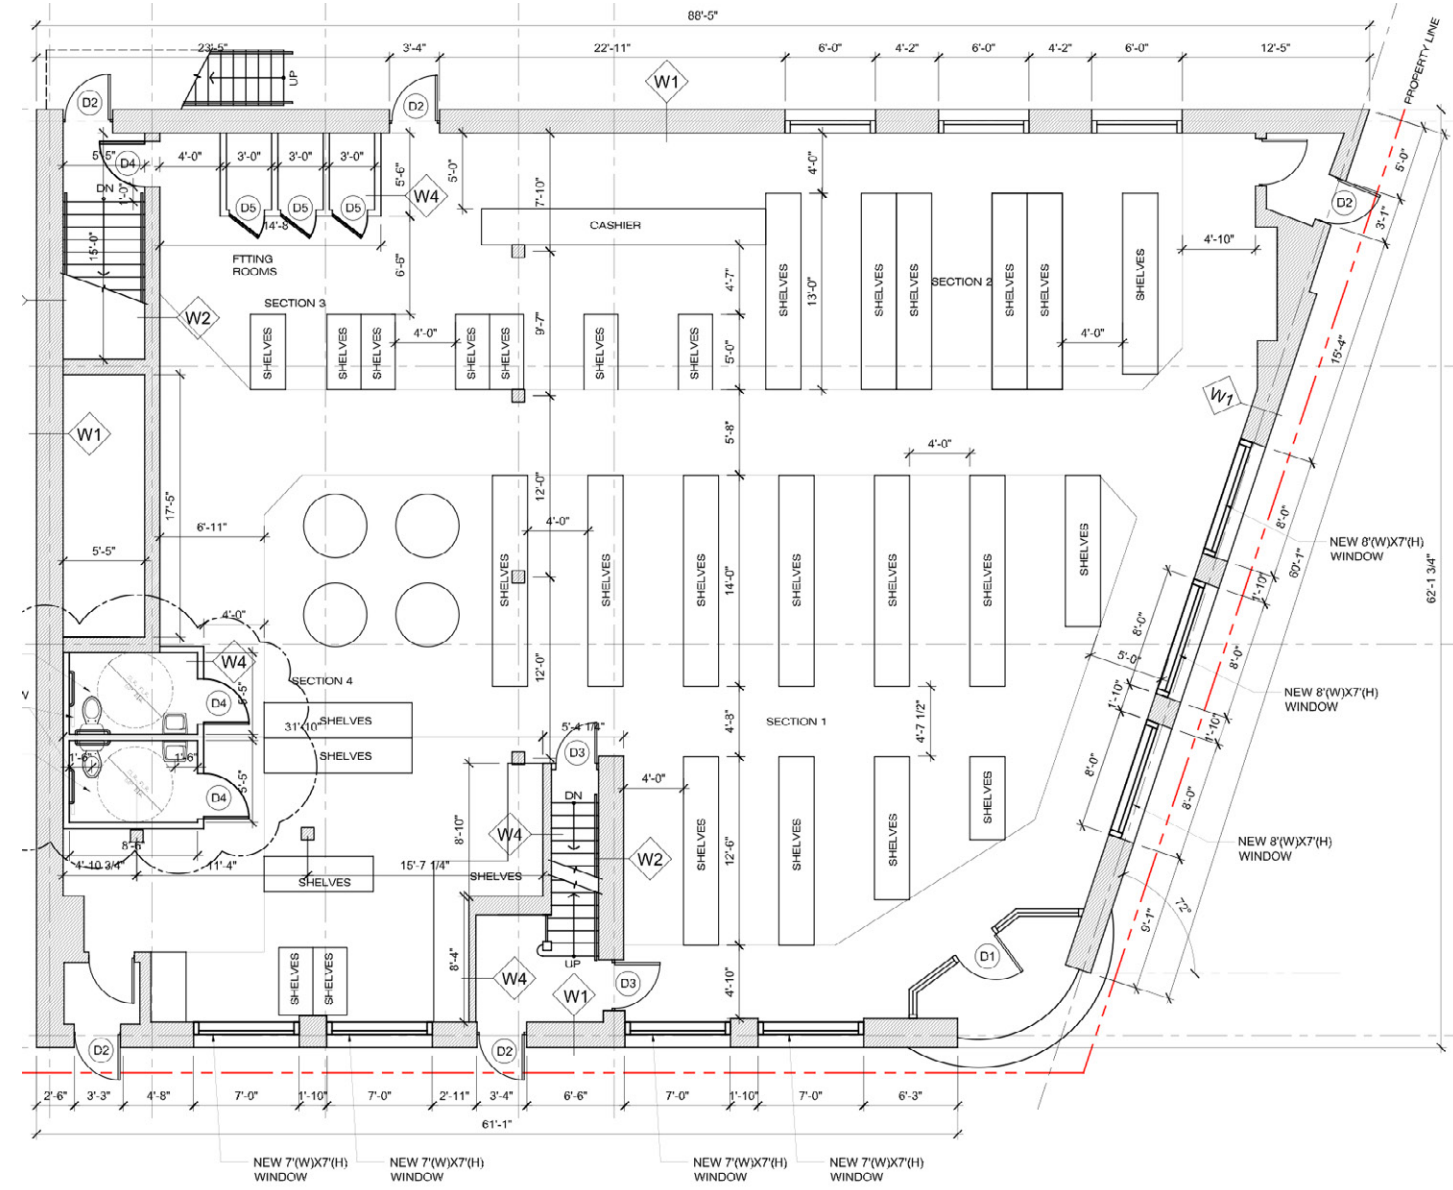 88'-5"
23'-5"
3'-4"
22'-11"
6'-0"
4'-2"
6'-0"
4'-2"
6'-0"
12'-5"
PROPERTY LINE
UP
W1
D2
D2
5'-5"
D4
4'-0"
3'-0"
3'-0"
3'-0"
5'-6"
W4
5'-0"
7'-10"
4'-0"
5'-0"
DN
1'-0"
D5
D5
D5
14'-8
CASHIER
D2
3'-1"
15'-0"
FTTING
ROOMS
6'-6"
4'-7"
4'-10"
SHELVES
13'-0"
SHELVES
SHELVES
SECTION 2
SHELVES
SHELVES
SHELVES
SECTION 3
W2
9'-7"
4'-0"
4'-0"
SHELVES
SHELVES
SHELVES
SHELVES
SHELVES
SHELVES
SHELVES
5'-0"
15'-4"
W1
W1
5'-8"
4'-0"
17'-5"
12'-0"
6'-11"
4'-0"
8'-0"
NEW 8'(W)X7'(H)
WINDOW
5'-5"
SHELVES
SHELVES
SHELVES
14'-0"
SHELVES
SHELVES
SHELVES
SHELVES
60'-1"
62'-1 3/4"
1'-10"
4'-0"
8'-0"
8'-0"
W4
12'-0"
5'-0"
SECTION 4
5'-5"
D4
1'-10"
NEW 8'(W)X7'(H)
WINDOW
SHELVES
31'-10"
5'-4 1/4"
4'-8"
SECTION 1
4'-7 1/2"
1'-10"
1'-6"
1'-6"
SHELVES
D3
5'-5"
D4
4'-0"
8'-0"
8'-0"
DN
SHELVES
8'-10"
W4
W2
SHELVES
12'-6"
SHELVES
SHELVES
NEW 8'(W)X7'(H)
WINDOW
8'-6"
4'-10 3/4"
11'-4"
15'-7 1/4"
SHELVES
SHELVES
72°
9'-1"
8'-4"
W4
UP
D3
W1
4'-10"
D1
SHELVES
SHELVES
D2
D2
2'-6"
3'-3"
4'-8"
7'-0"
1'-10"
7'-0"
2'-11"
3'-4"
6'-6"
7'-0"
1'-10"
7'-0"
6'-3"
61'-1"
NEW 7'(W)X7'(H)
WINDOW
NEW 7'(W)X7'(H)
WINDOW
NEW 7'(W)X7'(H)
WINDOW
NEW 7'(W)X7'(H)
WINDOW